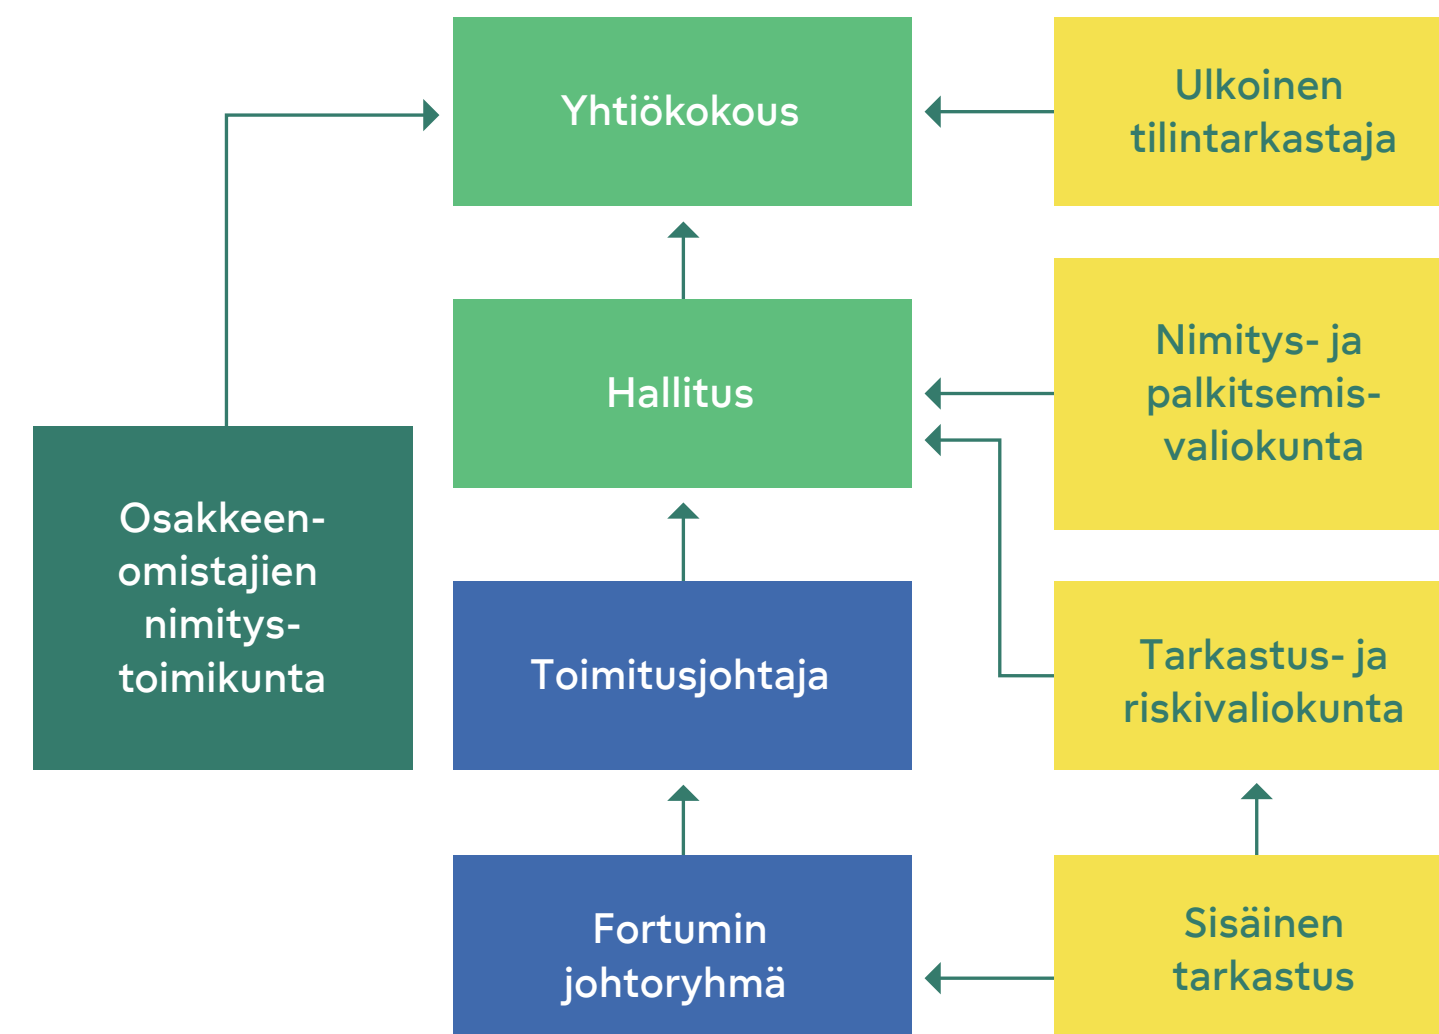 Yhtiökokous
Ulkoinen
tilintarkastaja
Hallitus
Nimitys- ja
palkitsemis-
valiokunta
Osakkeen-
omistajien
nimitys-
toimikunta
Toimitusjohtaja
Tarkastus- ja
riskivaliokunta
Fortumin
johtoryhmä
Sisäinen
tarkastus